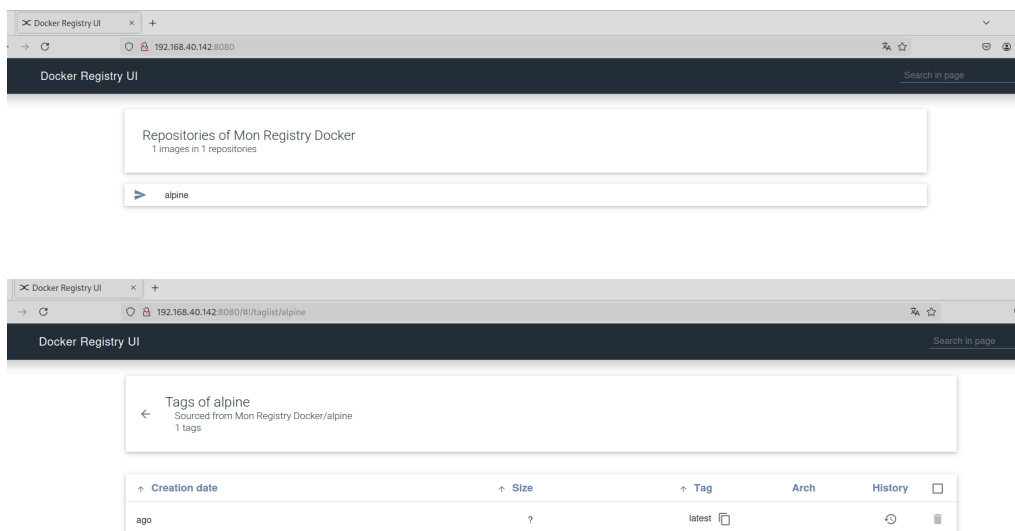 Docker Registry UI
192.168.40.142:8080
Docker Registry UI
Search in page
Repositories of Mon Registry Docker
1 images in 1 repositories
alpine
Docker Registry UI
192.168.40.142:8080/#!/taglist/alpine
Docker Registry UI
Search in page
Tags of alpine
Sourced from Mon Registry Docker/alpine
1 tags
Creation date Size Tag Arch History
ago ? latest